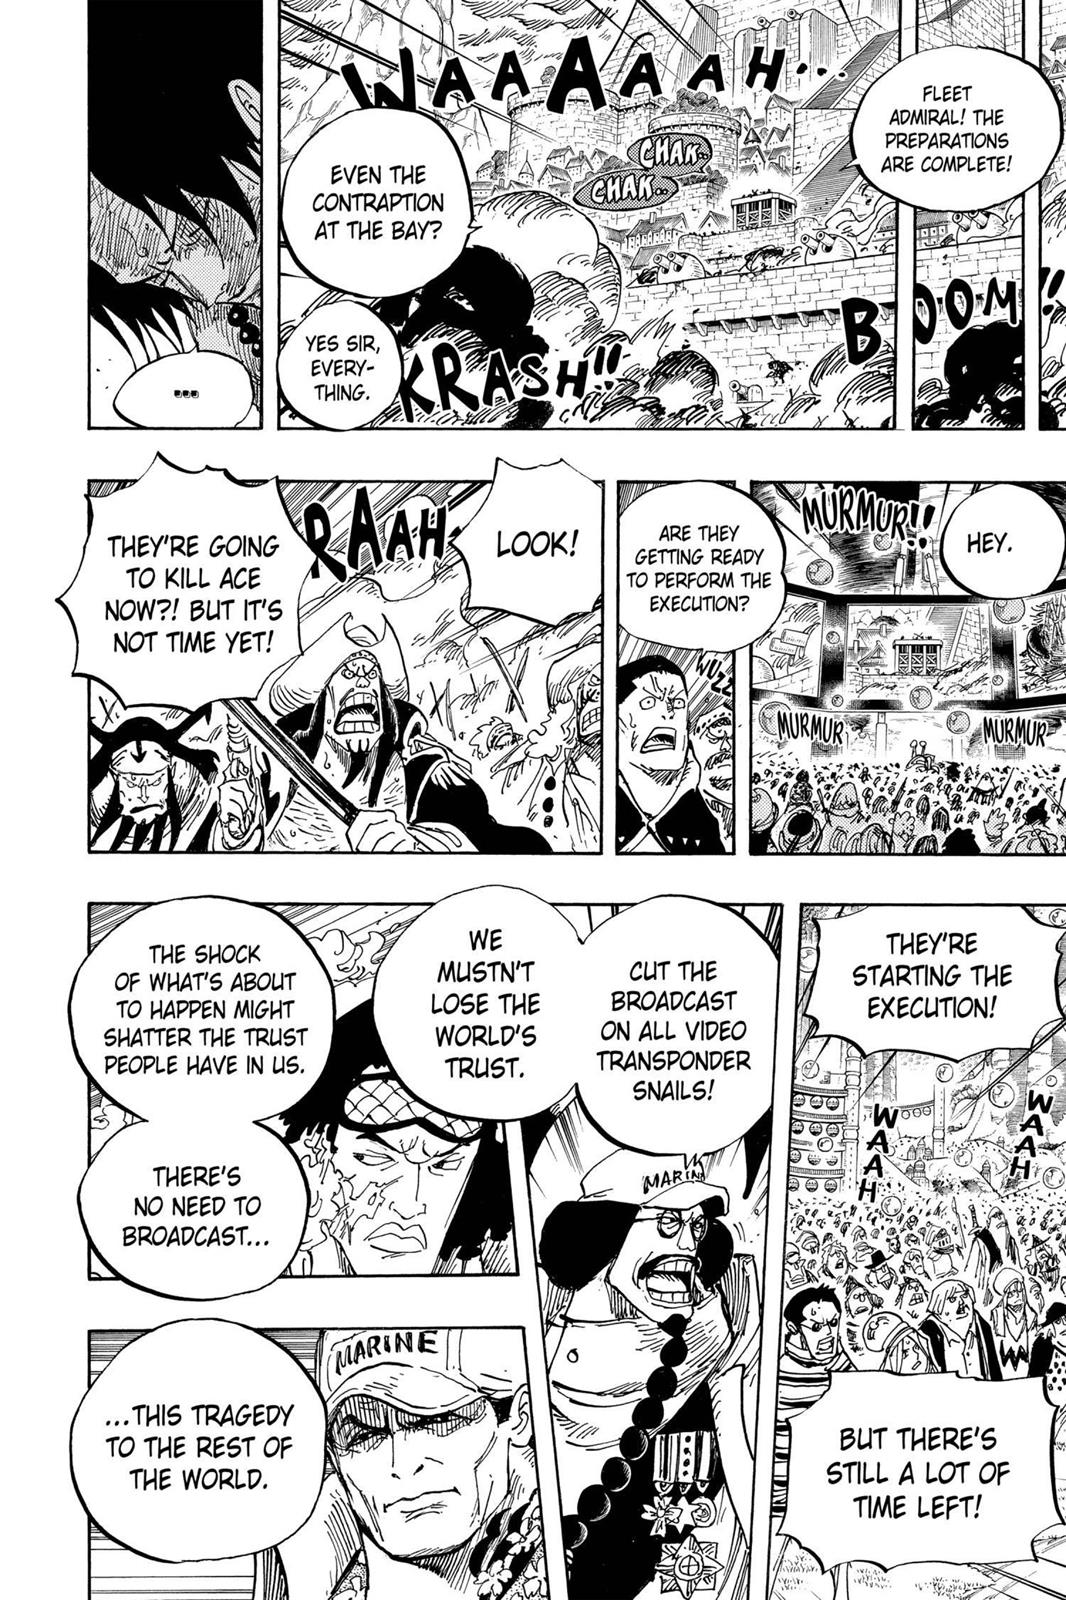 FLEET
ADMIRAL! THE
PREPARATIONS
ARE COMPLETE!
BOOM!!
WAAAAAAH...
CHAK..
CHAK..
EVEN THE
CONTRAPTION
AT THE BAY?
YES SIR,
EVERY-
THING.
KRASH!!
...
HEY.
MURMUR!!
MURMUR
MURMUR
ARE THEY
GETTING READY
TO PERFORM THE
EXECUTION?
WUZZ
LOOK!
RAAH
THEY'RE GOING
TO KILL ACE
NOW?! BUT IT'S
NOT TIME YET!
THEY'RE
STARTING THE
EXECUTION!
WAAH
WAAH
BUT THERE'S
STILL A LOT OF
TIME LEFT!
CUT THE
BROADCAST
ON ALL VIDEO
TRANSPONDER
SNAILS!
MARINE
WE
MUSTN'T
LOSE THE
WORLD'S
TRUST.
THE SHOCK
OF WHAT'S ABOUT
TO HAPPEN MIGHT
SHATTER THE TRUST
PEOPLE HAVE IN US.
THERE'S
NO NEED TO
BROADCAST...
MARINE
...THIS TRAGEDY
TO THE REST OF
THE WORLD.